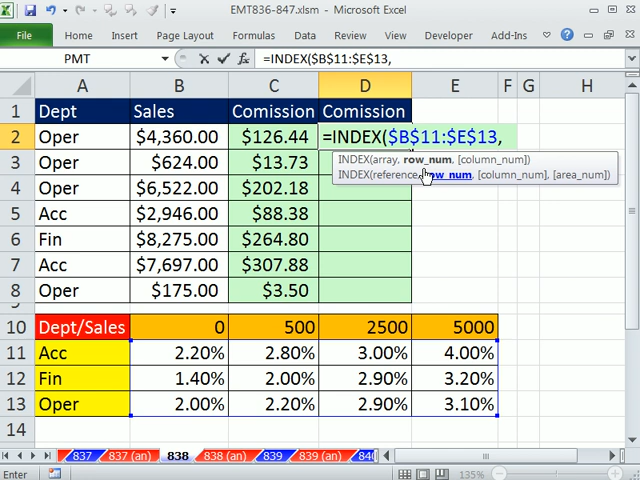 EMT836-847.xlsm - Microsoft Excel
File Home Insert Page Layout Formulas Data Review View Developer Add-Ins
PMT =INDEX($B$11:$E$13,
A B C D E F G H
1 Dept Sales Comission Comission
2 Oper $4,360.00 $126.44 =INDEX($B$11:$E$13,
3 Oper $624.00 $13.73
INDEX(array, row_num, [column_num])
INDEX(reference, row_num, [column_num], [area_num])
4 Oper $6,522.00 $202.18
5 Acc $2,946.00 $88.38
6 Fin $8,275.00 $264.80
7 Acc $7,697.00 $307.88
8 Oper $175.00 $3.50
9
10 Dept/Sales 0 500 2500 5000
11 Acc 2.20% 2.80% 3.00% 4.00%
12 Fin 1.40% 2.00% 2.90% 3.20%
13 Oper 2.00% 2.20% 2.90% 3.10%
14
837 837 (an) 838 838 (an) 839 839 (an) 840
Enter 135%